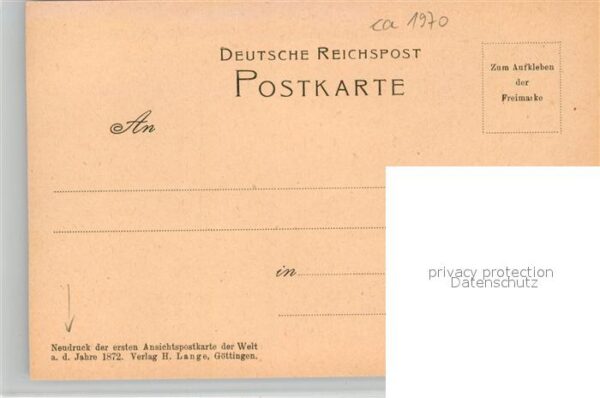 ca 1970
DEUTSCHE REICHSPOST
POSTKARTE
Zum Aufkleben
der
Freimarke
An
in
privacy protection
Datenschutz
Neudruck der ersten Ansichtspostkarte der Welt
a. d. Jahre 1872. Verlag H. Lange, Göttingen.